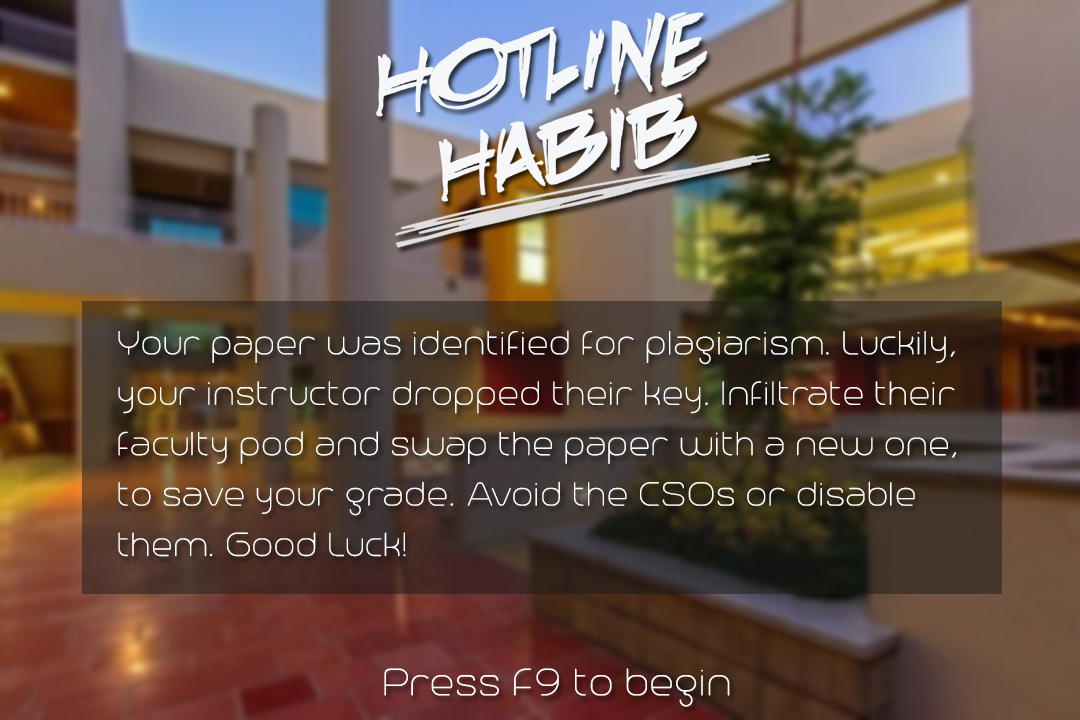 HOTLINE
HABIB
Your paper was identified for plagiarism. Luckily,
your instructor dropped their key. Infiltrate their
faculty pod and swap the paper with a new one,
to save your grade. Avoid the CSOs or disable
them. Good Luck!
Press F9 to begin